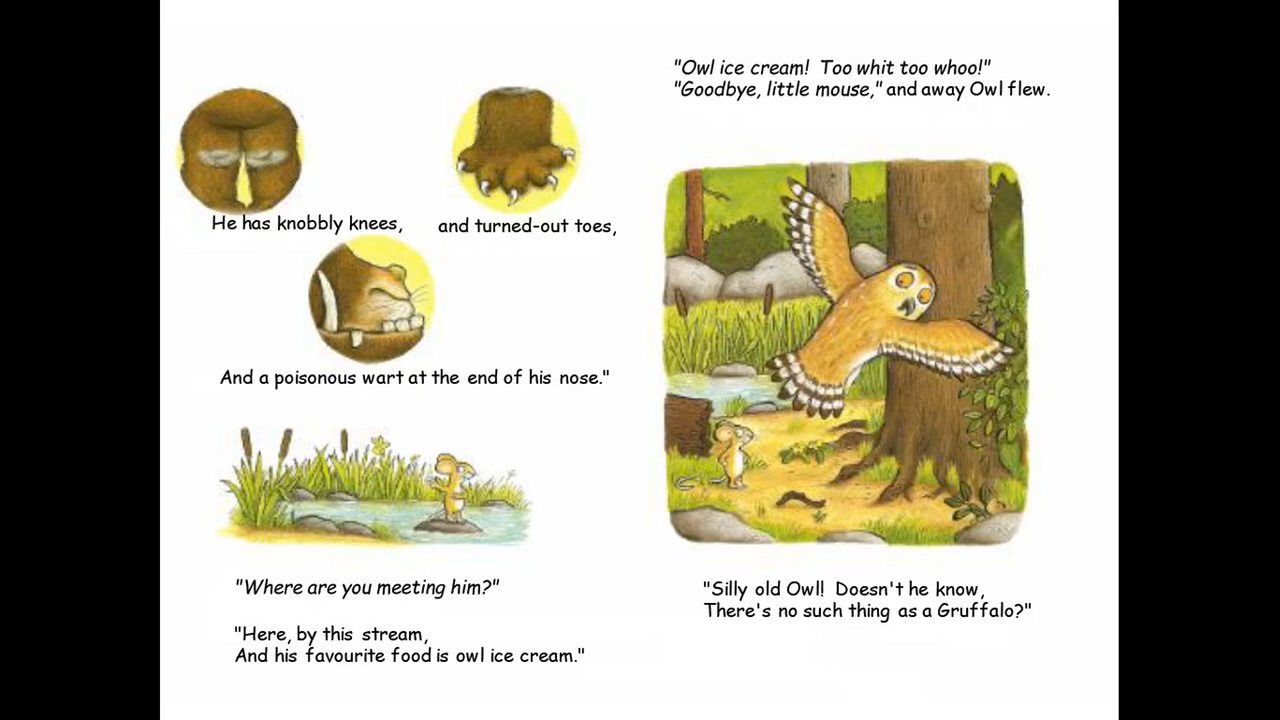 He has knobbly knees,
and turned-out toes,
And a poisonous wart at the end of his nose."
"Where are you meeting him?"
"Here, by this stream,
And his favourite food is owl ice cream."
"Owl ice cream! Too whit too whoo!"
"Goodbye, little mouse," and away Owl flew.
"Silly old Owl! Doesn't he know,
There's no such thing as a Gruffalo?"